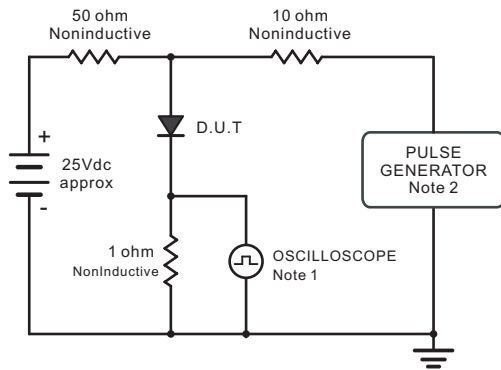 50 ohm
Noninductive
10 ohm
Noninductive
D.U.T
+
25Vdc
approx
-
PULSE
GENERATOR
Note 2
1 ohm
NonInductive
OSCILLOSCOPE
Note 1